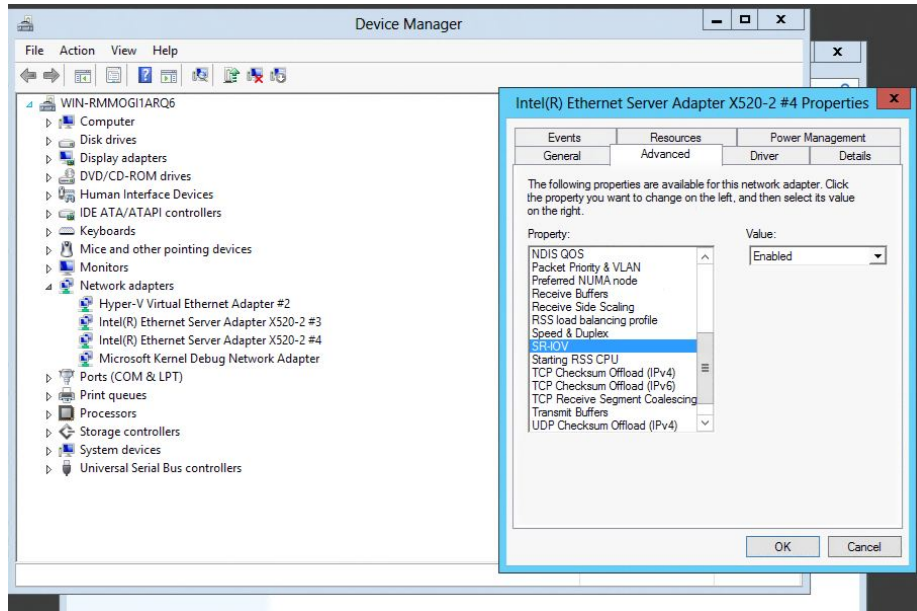 Device Manager
File Action View Help
WIN-RMMOGI1ARQ6
Computer
Disk drives
Display adapters
DVD/CD-ROM drives
Human Interface Devices
IDE ATA/ATAPI controllers
Keyboards
Mice and other pointing devices
Monitors
Network adapters
Hyper-V Virtual Ethernet Adapter #2
Intel(R) Ethernet Server Adapter X520-2 #3
Intel(R) Ethernet Server Adapter X520-2 #4
Microsoft Kernel Debug Network Adapter
Ports (COM & LPT)
Print queues
Processors
Storage controllers
System devices
Universal Serial Bus controllers
Intel(R) Ethernet Server Adapter X520-2 #4 Properties
Events Resources Power Management
General Advanced Driver Details
The following properties are available for this network adapter. Click
the property you want to change on the left, and then select its value
on the right.
Property: Value:
NDIS QOS
Enabled
Packet Priority & VLAN
Preferred NUMA node
Receive Buffers
Receive Side Scaling
RSS load balancing profile
Speed & Duplex
SR-IOV
Starting RSS CPU
TCP Checksum Offload (IPv4)
TCP Checksum Offload (IPv6)
TCP Receive Segment Coalescing
Transmit Buffers
UDP Checksum Offload (IPv4)
OK Cancel